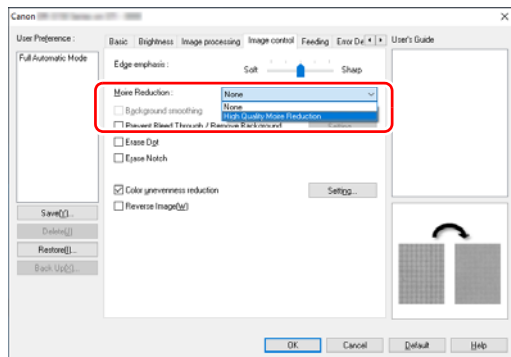 Canon
User Preference :
Full Automatic Mode
Save(Y)...
Delete(J)
Restore(I)...
Back Up(X)...
Basic Brightness Image processing Image control Feeding Error De
Edge emphasis :
Soft Sharp
Moire Reduction :
None
None
High Quality Moire Reduction
Background smoothing
Prevent Bleed Through / Remove Background
Setting...
Erase Dot
Erase Notch
Color unevenness reduction
Setting...
Reverse Image(W)
User's Guide
OK Cancel Default Help